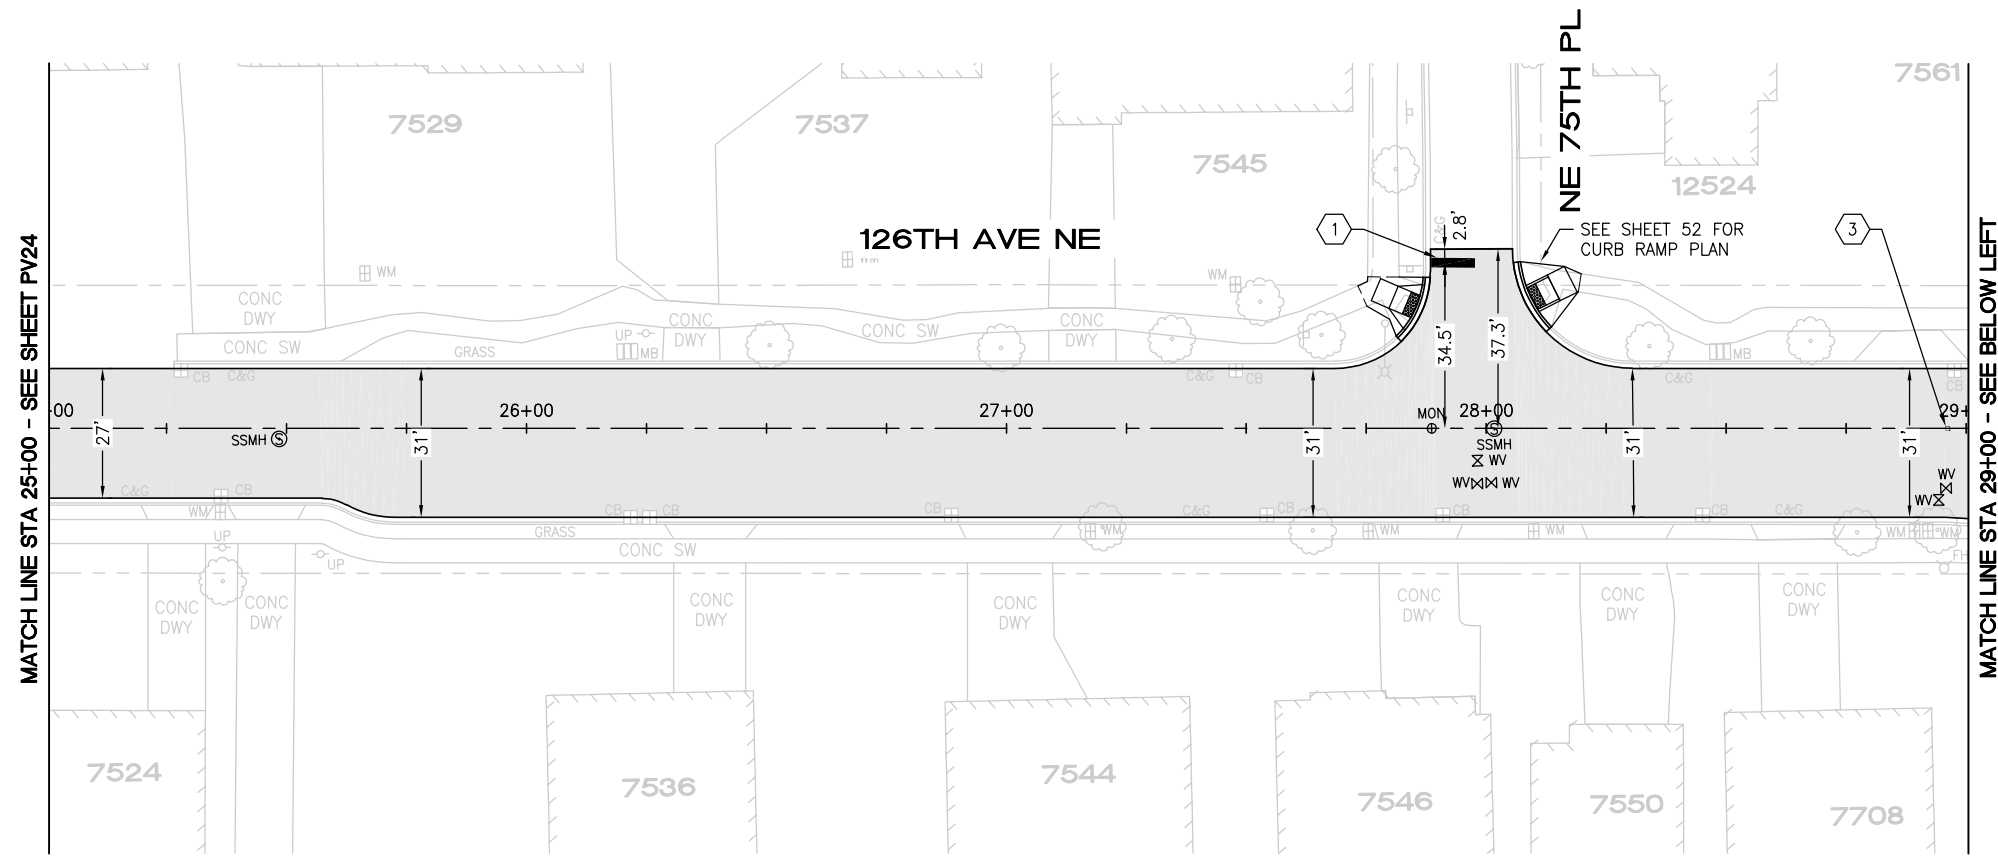 NE 75TH PL
7561
7529
7537
7545
12524
126TH AVE NE
1
2.8'
C&G
SEE SHEET 52 FOR
CURB RAMP PLAN
3
MATCH LINE STA 25+00 - SEE SHEET PV24
MATCH LINE STA 29+00 - SEE BELOW LEFT
WM
WM
CONC
DWY
CONC SW
GRASS
UP
MB
CONC
DWY
CONC SW
CONC
DWY
34.5'
37.3'
MB
CB
C&G
C&G
CB
C&G
CB
+00
26+00
27+00
MON
28+00
29+
27'
31'
31'
31'
31'
SSMH
SSMH
WV
WV
WV
WV
WV
C&G
CB
WM
CB
CB
CB
C&G
CB
CB
CB
C&G
GRASS
WM
WM
WM
WM
WM
UP
UP
CONC SW
FH
CONC
DWY
CONC
DWY
CONC
DWY
CONC
DWY
CONC
DWY
CONC
DWY
CONC
DWY
7524
7536
7544
7546
7550
7708